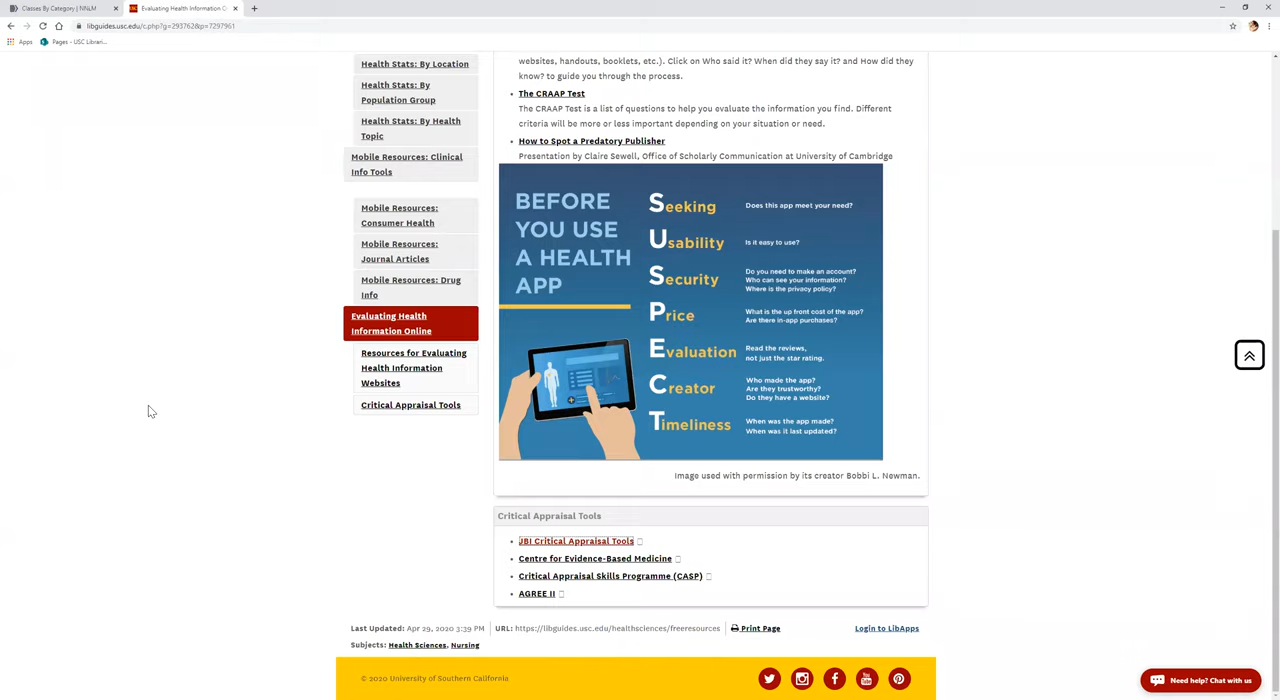 Classes By Category | NNLM
Evaluating Health Information O
libguides.usc.edu/c.php?g=293762&p=7297961
Apps
Pages - USC Librari...
Health Stats: By Location
Health Stats: By
Population Group
Health Stats: By Health
Topic
Mobile Resources: Clinical
Info Tools
Mobile Resources:
Consumer Health
Mobile Resources:
Journal Articles
Mobile Resources: Drug
Info
Evaluating Health
Information Online
Resources for Evaluating
Health Information
Websites
Critical Appraisal Tools
websites, handouts, booklets, etc.). Click on Who said it? When did they say it? and How did they
know? to guide you through the process.
• The CRAAP Test
The CRAAP Test is a list of questions to help you evaluate the information you find. Different
criteria will be more or less important depending on your situation or need.
• How to Spot a Predatory Publisher
Presentation by Claire Sewell, Office of Scholarly Communication at University of Cambridge
BEFORE
YOU USE
A HEALTH
APP
Seeking
Does this app meet your need?
Usability
Is it easy to use?
Security
Do you need to make an account?
Who can see your information?
Where is the privacy policy?
Price
What is the up front cost of the app?
Are there in-app purchases?
Evaluation
Read the reviews,
not just the star rating.
Creator
Who made the app?
Are they trustworthy?
Do they have a website?
Timeliness
When was the app made?
When was it last updated?
Image used with permission by its creator Bobbi L. Newman.
Critical Appraisal Tools
• JBI Critical Appraisal Tools
• Centre for Evidence-Based Medicine
• Critical Appraisal Skills Programme (CASP)
• AGREE II
Last Updated: Apr 29, 2020 3:39 PM
URL: https://libguides.usc.edu/healthsciences/freeresources
Print Page
Login to LibApps
Subjects: Health Sciences, Nursing
© 2020 University of Southern California
Need help? Chat with us